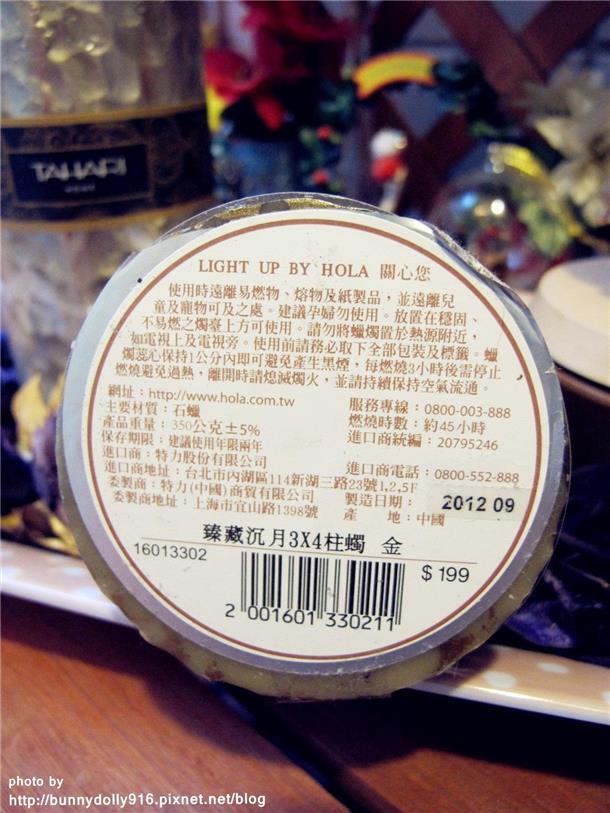 TAHARI
HOME
LIGHT UP BY HOLA 關心您
使用時遠離易燃物、熔物及紙製品，並遠離兒
童及寵物可及之處。建議孕婦勿使用。放置在穩固、
不易燃之燭臺上方可使用。請勿將蠟燭置於熱源附近，
如電視上及電視旁。使用前請務必取下全部包裝及標籤。蠟
燭蕊心保持1公分內即可避免產生黑煙，每燃燒3小時後需停止
燃燒避免過熱，離開時請熄滅燭火，並請持續保持空氣流通。
網址：http://www.hola.com.tw 服務專線：0800-003-888
主要材質：石蠟 燃燒時數：約45小時
產品重量：350公克±5% 進口商統編：20795246
保存期限：建議使用年限兩年
進口商：特力股份有限公司 進口商電話：0800-552-888
進口商地址：台北市內湖區114新湖三路23號1,2,5F
委製商：特力(中國)商貿有限公司 製造日期：2012 09
委製商地址：上海市宜山路1398號 產地：中國
臻藏沉月3X4柱蠋 金
16013302
$199
2 001601 330211
photo by
http://bunnydolly916.pixnet.net/blog